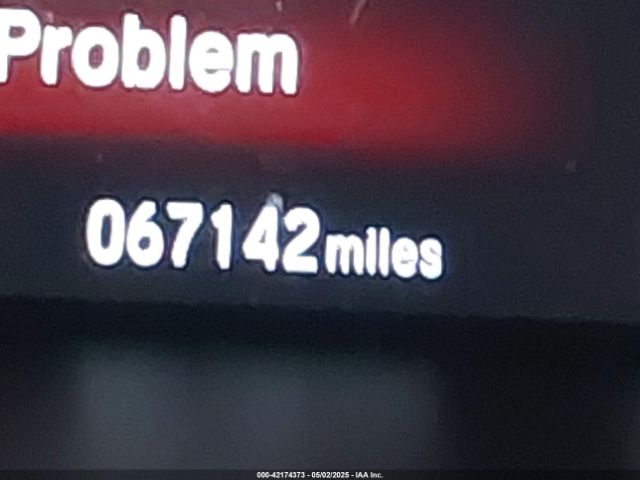 Problem
067142miles
000-42174373 - 05/02/2025 - IAA Inc.